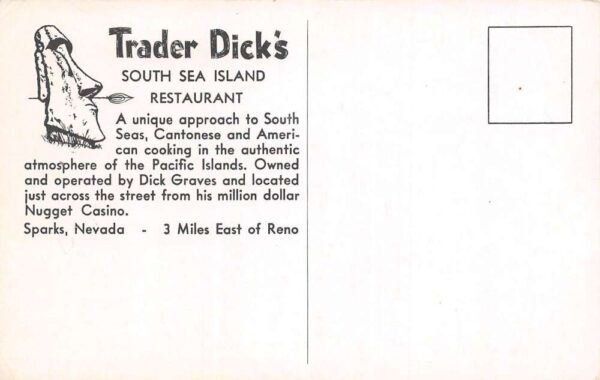 Trader Dick's
SOUTH SEA ISLAND
RESTAURANT
A unique approach to South
Seas, Cantonese and Ameri-
can cooking in the authentic
atmosphere of the Pacific Islands. Owned
and operated by Dick Graves and located
just across the street from his million dollar
Nugget Casino.
Sparks, Nevada - 3 Miles East of Reno